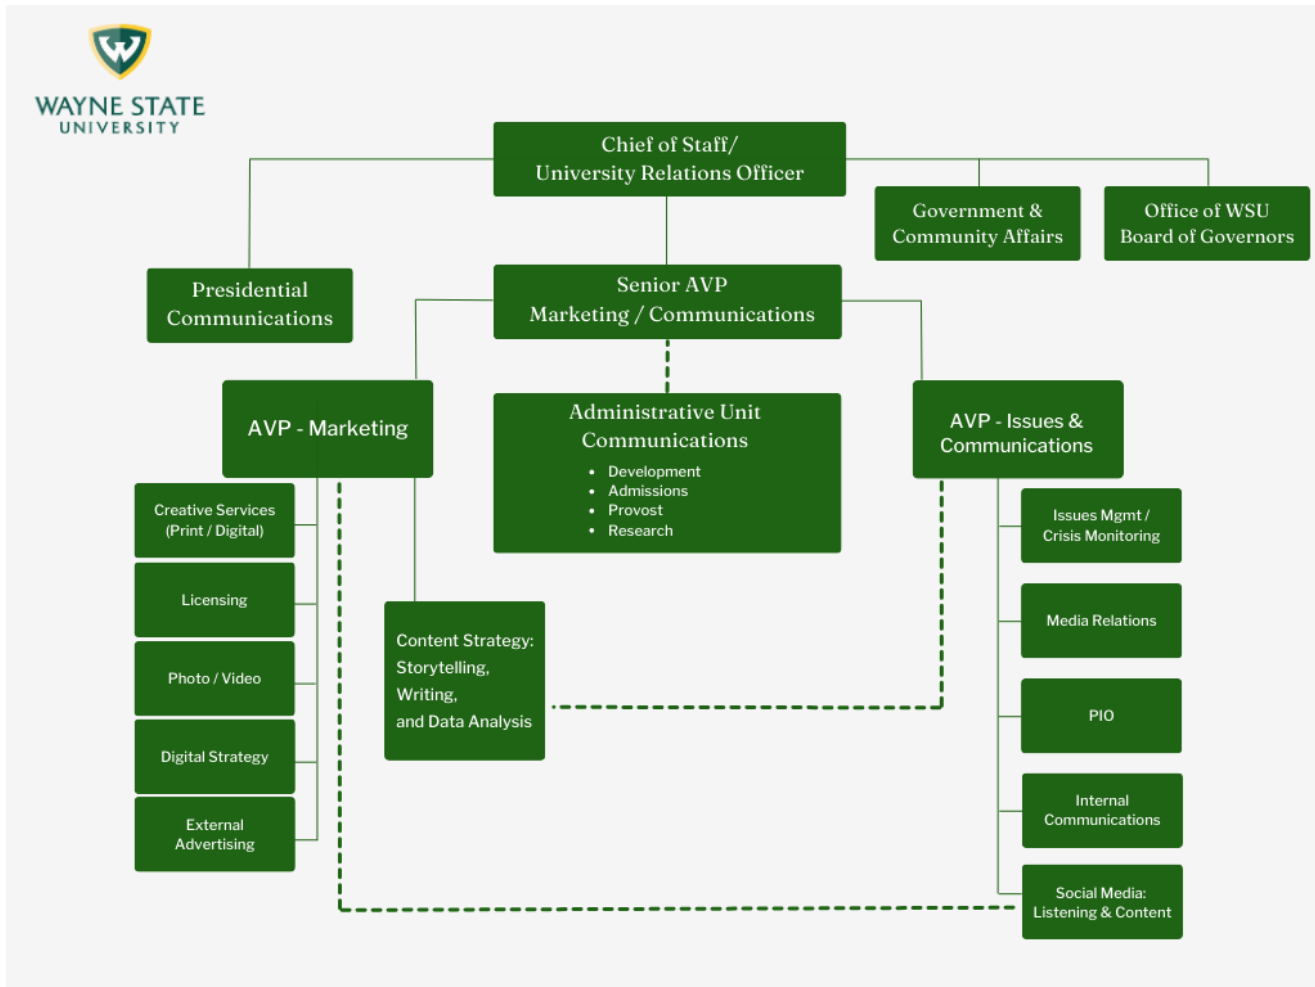 WAYNE STATE
UNIVERSITY
Chief of Staff/
University Relations Officer
Government &
Community Affairs
Office of WSU
Board of Governors
Presidential
Communications
Senior AVP
Marketing / Communications
AVP - Marketing
Administrative Unit
Communications
• Development
• Admissions
• Provost
• Research
AVP - Issues &
Communications
Creative Services
(Print / Digital)
Licensing
Photo / Video
Digital Strategy
External
Advertising
Content Strategy:
Storytelling,
Writing,
and Data Analysis
Issues Mgmt /
Crisis Monitoring
Media Relations
PIO
Internal
Communications
Social Media:
Listening & Content